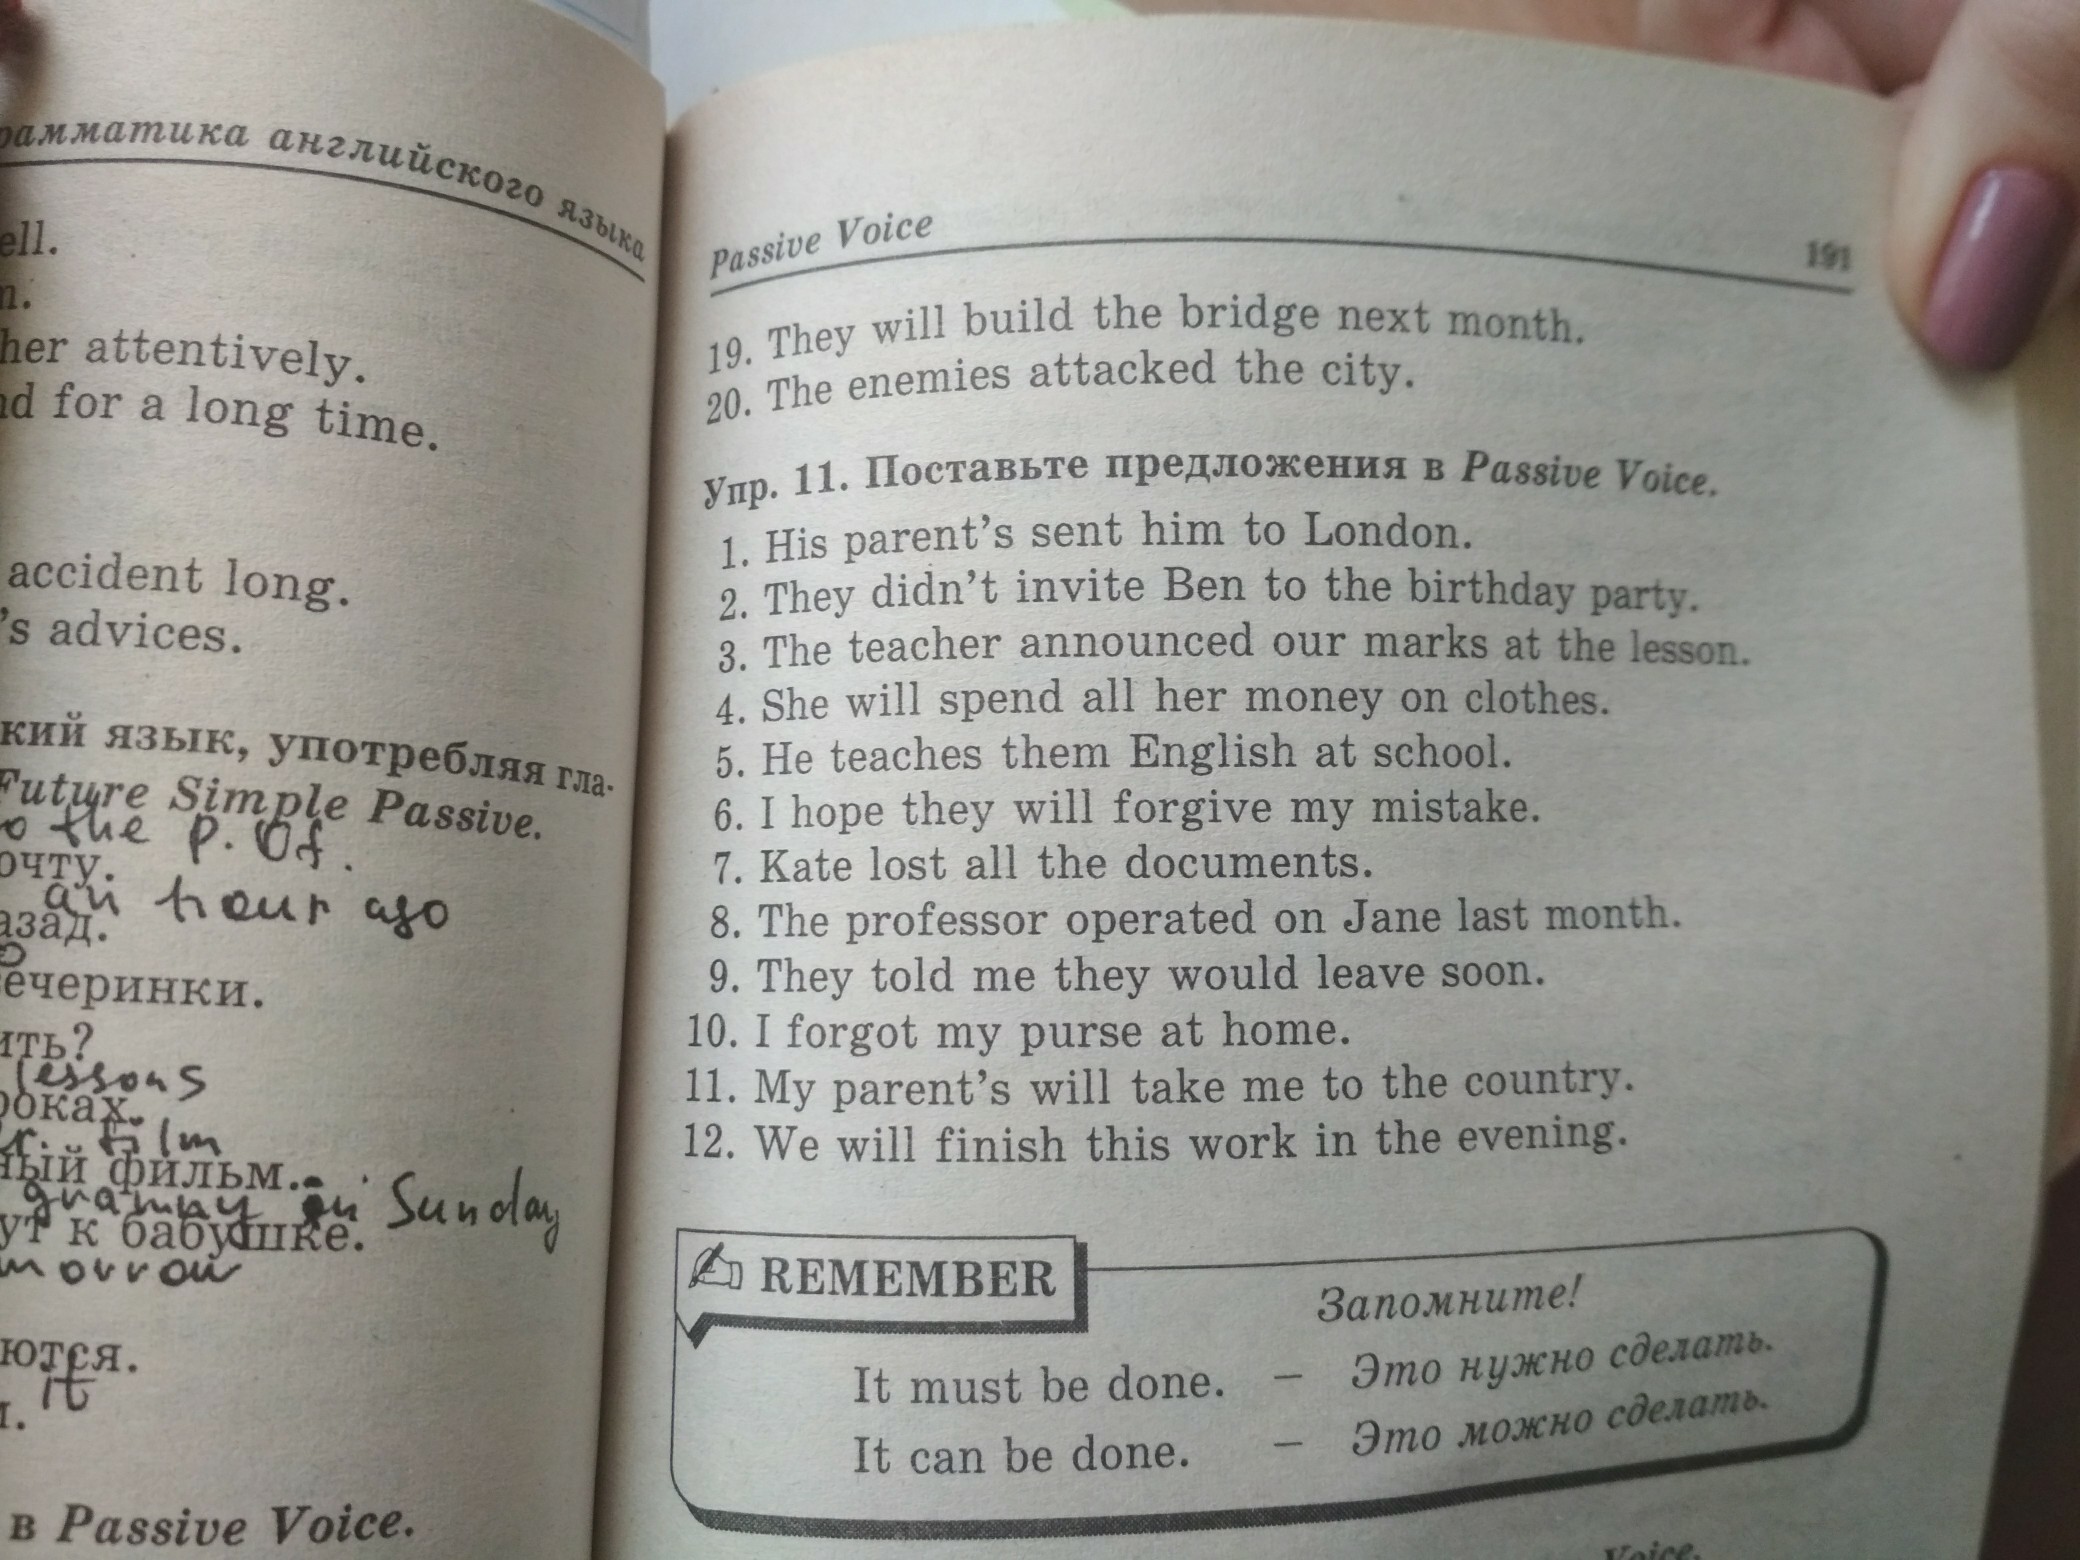 грамматика английского языка
ell.
her attentively.
for a long time.
accident long.
's advices.
кий язык, употребляя гла-
Future Simple Passive.
the P. Of.
очту.
an hour ago
азад.
ечеринки.
ить?
lessons
роках.
film
ный фильм.
grammy on Sunday
ут к бабушке.
morrow
ются.
it
в Passive Voice.
Passive Voice 191
19. They will build the bridge next month.
20. The enemies attacked the city.
Упр. 11. Поставьте предложения в Passive Voice.
1. His parent's sent him to London.
2. They didn't invite Ben to the birthday party.
3. The teacher announced our marks at the lesson.
4. She will spend all her money on clothes.
5. He teaches them English at school.
6. I hope they will forgive my mistake.
7. Kate lost all the documents.
8. The professor operated on Jane last month.
9. They told me they would leave soon.
10. I forgot my purse at home.
11. My parent's will take me to the country.
12. We will finish this work in the evening.
REMEMBER
Запомните!
It must be done. – Это нужно сделать.
It can be done. – Это можно сделать.
Voice.